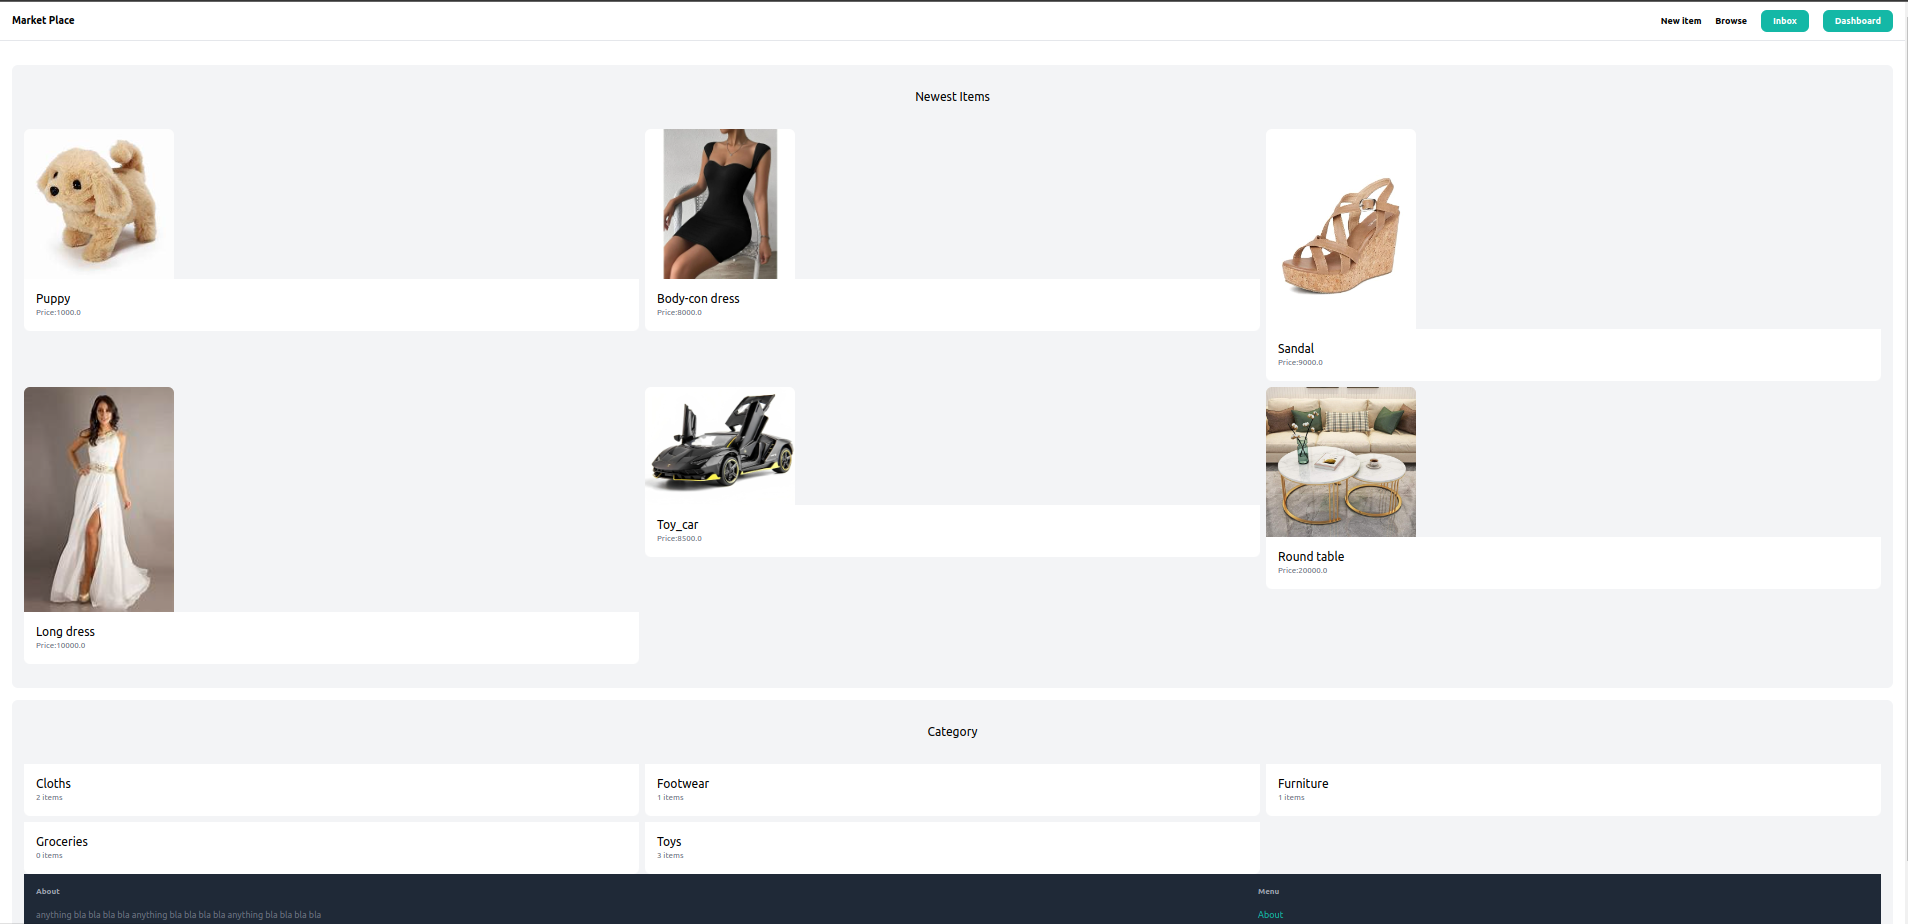 Market Place
New item Browse Inbox Dashboard
Newest Items
Puppy
Price:1000.0
Body-con dress
Price:8000.0
Sandal
Price:9000.0
Long dress
Price:10000.0
Toy_car
Price:8500.0
Round table
Price:20000.0
Category
Cloths
2 items
Footwear
1 items
Furniture
1 items
Groceries
0 items
Toys
3 items
About
anything bla bla bla bla anything bla bla bla bla anything bla bla bla bla
Menu
About